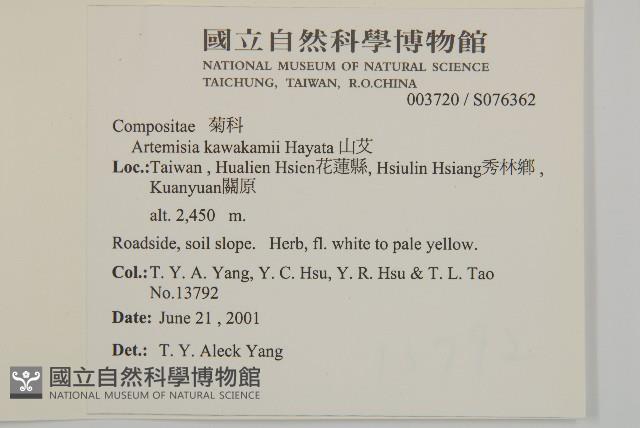 國立自然科學博物館
NATIONAL MUSEUM OF NATURAL SCIENCE
TAICHUNG, TAIWAN, R.O.CHINA
003720 / S076362
Compositae 菊科
Artemisia kawakamii Hayata 山艾
Loc.:Taiwan , Hualien Hsien花蓮縣, Hsiulin Hsiang秀林鄉 ,
Kuanyuan關原
alt. 2,450 m.
Roadside, soil slope. Herb, fl. white to pale yellow.
Col.: T. Y. A. Yang, Y. C. Hsu, Y. R. Hsu & T. L. Tao
No.13792
Date: June 21 , 2001
Det.: T. Y. Aleck Yang
13792
國立自然科學博物館
NATIONAL MUSEUM OF NATURAL SCIENCE